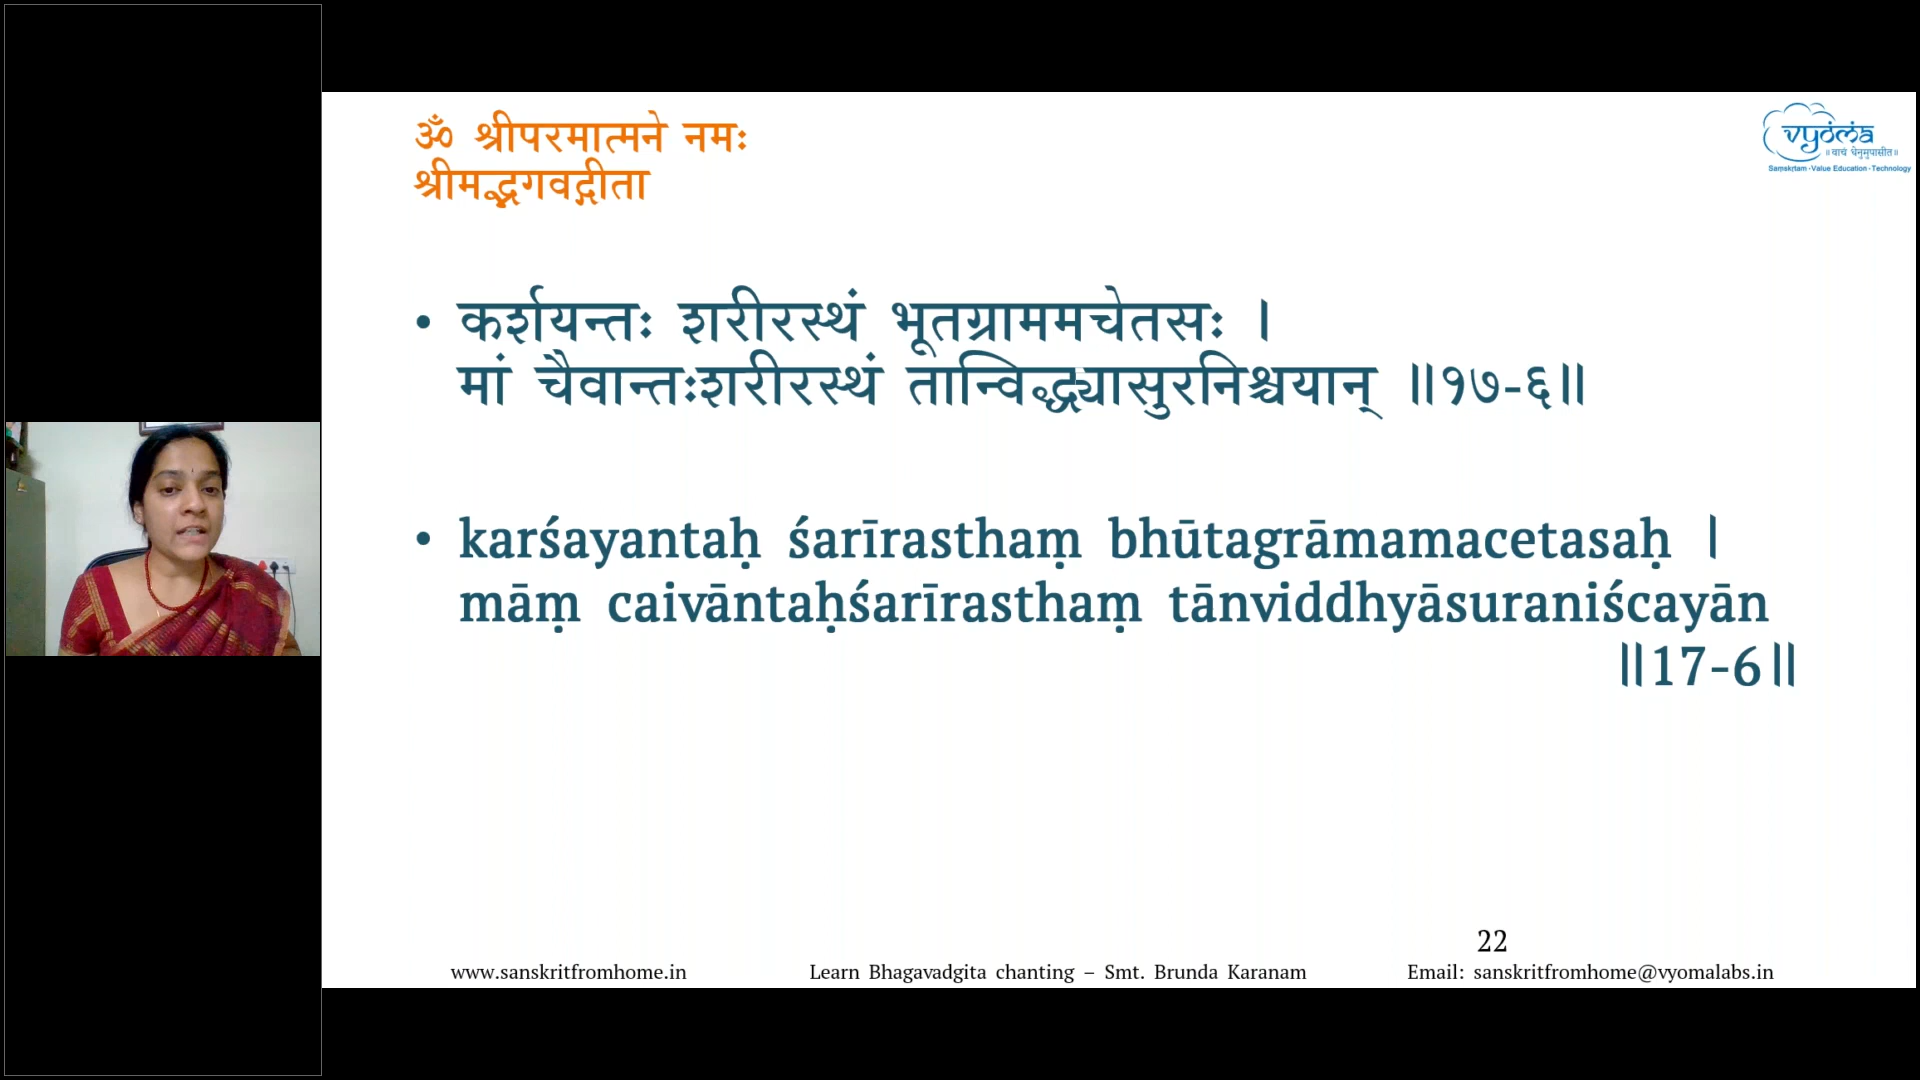 ॐ श्रीपरमात्मने नमः
श्रीमद्भगवद्गीता
vyoma
॥ वाचं धेनुमुपासीत॥
Saṃskṛtam - Value Education - Technology
• कर्शयन्तः शरीरस्थं भूतग्राममचेतसः ।
मां चैवान्तःशरीरस्थं तान्विद्ध्यासुरनिश्चयान् ॥१७-६॥
• karśayantaḥ śarīrasthaṃ bhūtagrāmamacetasaḥ |
māṃ caivāntaḥśarīrasthaṃ tānviddhyāsuraniścayān
॥17-6॥
22
www.sanskritfromhome.in Learn Bhagavadgita chanting – Smt. Brunda Karanam Email: sanskritfromhome@vyomalabs.in